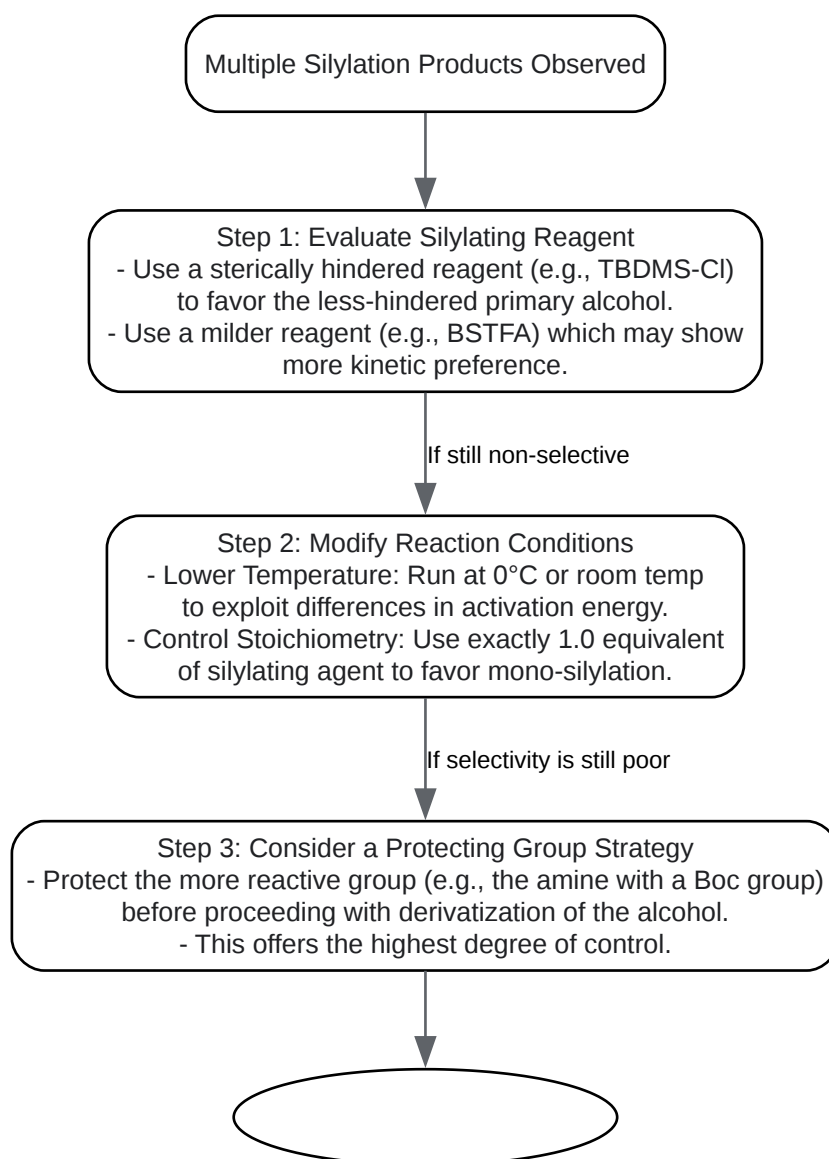 Multiple Silylation Products Observed
Step 1: Evaluate Silylating Reagent
- Use a sterically hindered reagent (e.g., TBDMS-Cl)
to favor the less-hindered primary alcohol.
- Use a milder reagent (e.g., BSTFA) which may show
more kinetic preference.
If still non-selective
Step 2: Modify Reaction Conditions
- Lower Temperature: Run at 0°C or room temp
to exploit differences in activation energy.
- Control Stoichiometry: Use exactly 1.0 equivalent
of silylating agent to favor mono-silylation.
If selectivity is still poor
Step 3: Consider a Protecting Group Strategy
- Protect the more reactive group (e.g., the amine with a Boc group)
before proceeding with derivatization of the alcohol.
- This offers the highest degree of control.